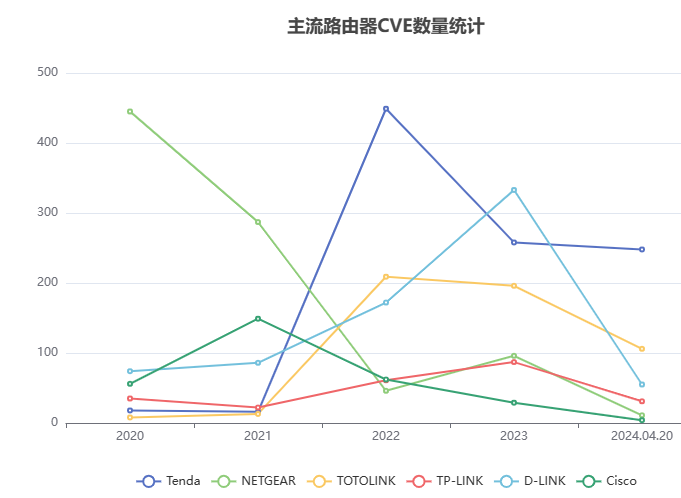 主流路由器CVE数量统计
500
400
300
200
100
0
2020 2021 2022 2023 2024.04.20
Tenda NETGEAR TOTOLINK TP-LINK D-LINK Cisco